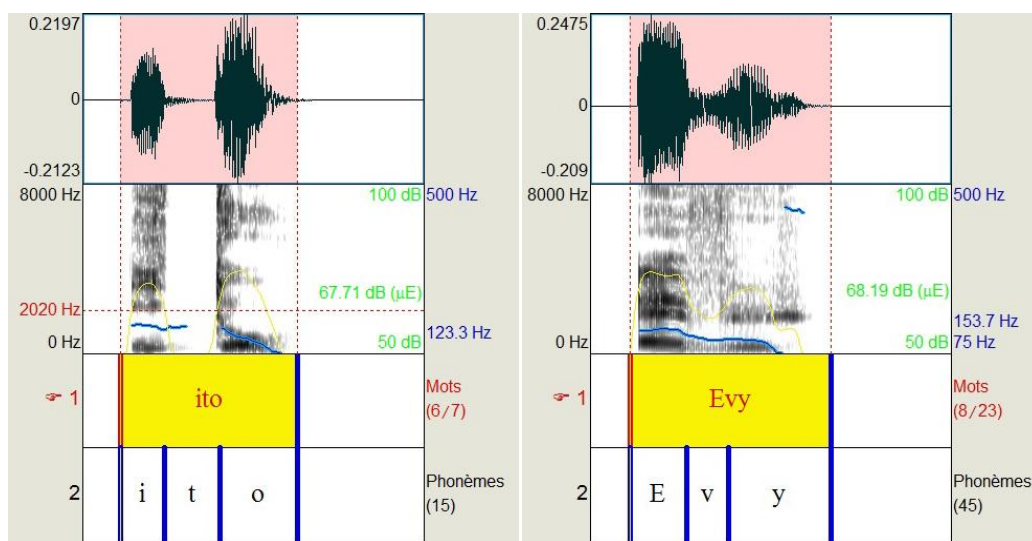 0.2197
0
-0.2123
8000 Hz
100 dB
500 Hz
67.71 dB (µE)
2020 Hz
123.3 Hz
0 Hz
50 dB
☞ 1
ito
Mots
(6/7)
2
i t o
Phonèmes
(15)
0.2475
0
-0.209
8000 Hz
100 dB
500 Hz
68.19 dB (µE)
153.7 Hz
0 Hz
50 dB
75 Hz
☞ 1
Evy
Mots
(8/23)
2
E v y
Phonèmes
(45)